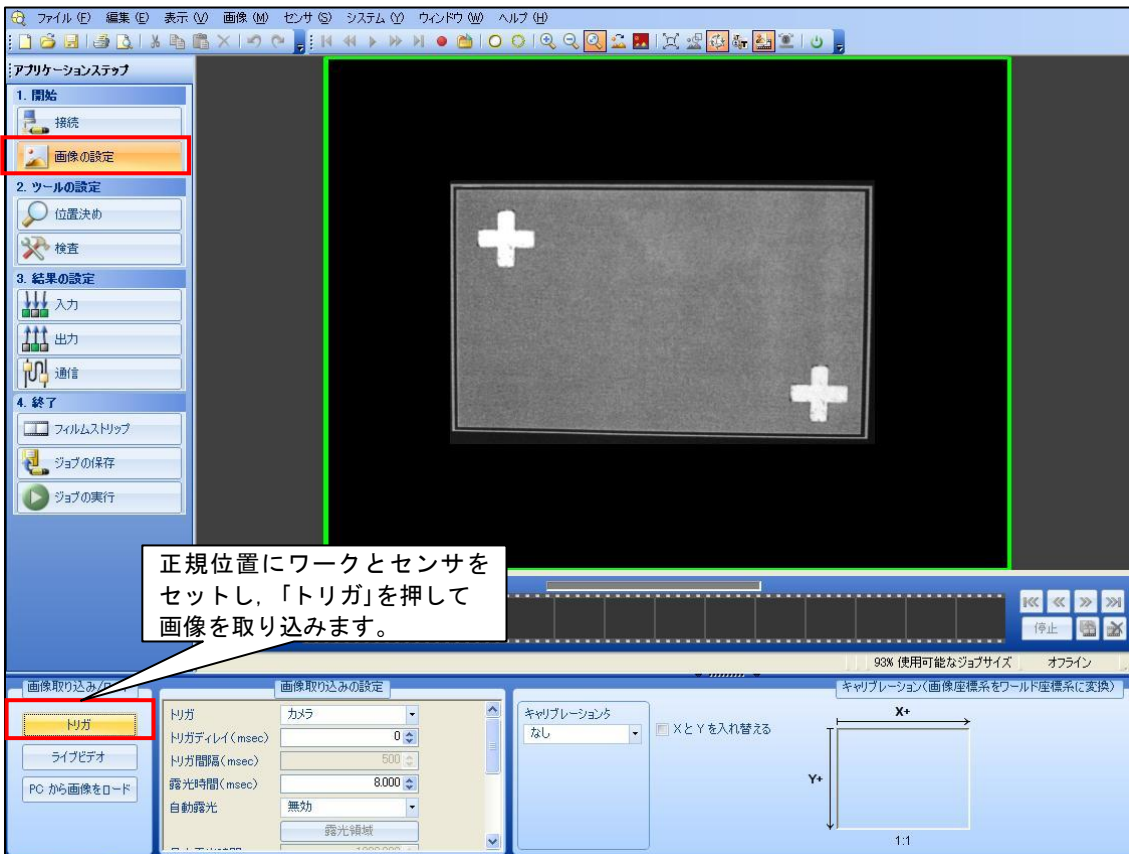 ファイル(F) 編集(E) 表示(V) 画像(M) センサ(S) システム(Y) ウィンドウ(W) ヘルプ(H)
アプリケーションステップ
1. 開始
接続
画像の設定
2. ツールの設定
位置決め
検査
3. 結果の設定
入力
出力
通信
4. 終了
フィルムストリップ
ジョブの保存
ジョブの実行
正規位置にワークとセンサを
セットし,「トリガ」を押して
画像を取り込みます。
停止
93% (使用可能なジョブサイズ オフライン
画像取り込み/
トリガ
ライブビデオ
PC から画像をロード
画像取り込みの設定
トリガ カメラ
トリガディレイ(msec) 0
トリガ間隔(msec) 500
露光時間(msec) 8.000
自動露光 無効
露光領域
キャリブレーション
なし
XとYを入れ替える
キャリブレーション(画像座標系をワールド座標系に変換)
X+
Y+
1:1